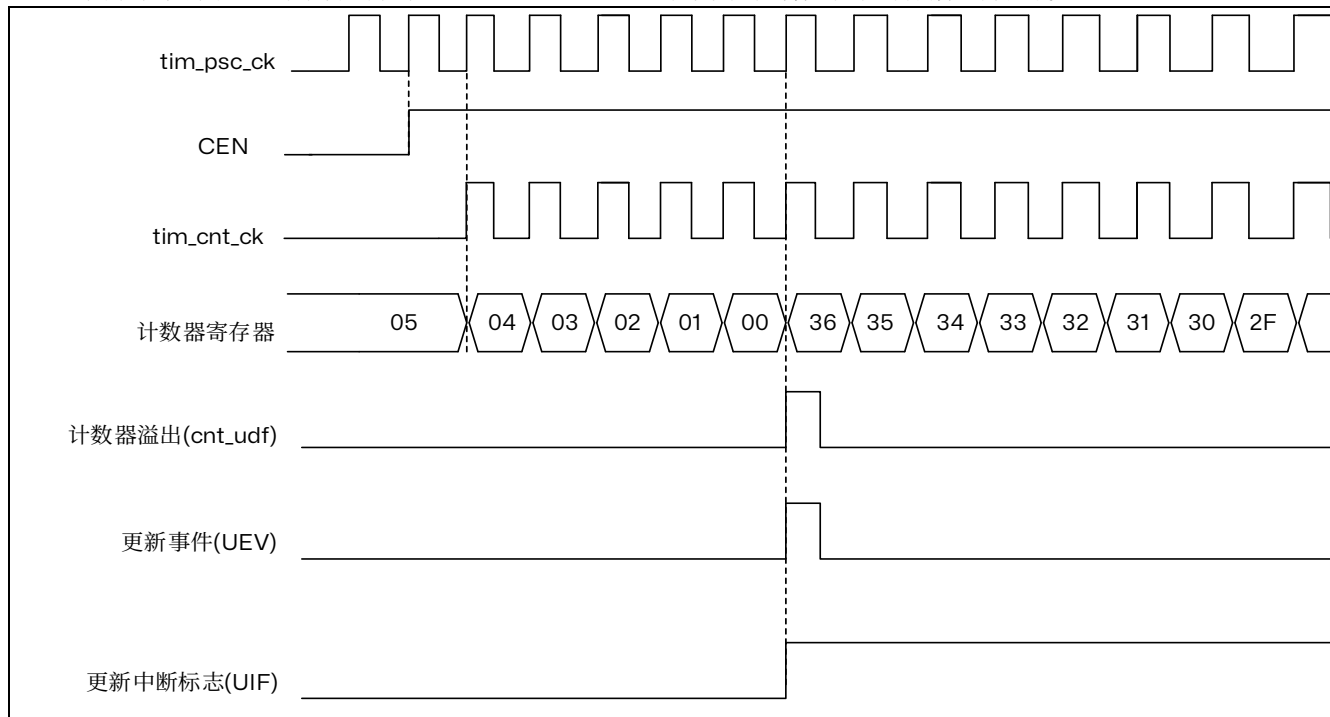 tim_psc_ck
CEN
tim_cnt_ck
计数器寄存器 05 04 03 02 01 00 36 35 34 33 32 31 30 2F
计数器溢出(cnt_udf)
更新事件(UEV)
更新中断标志(UIF)